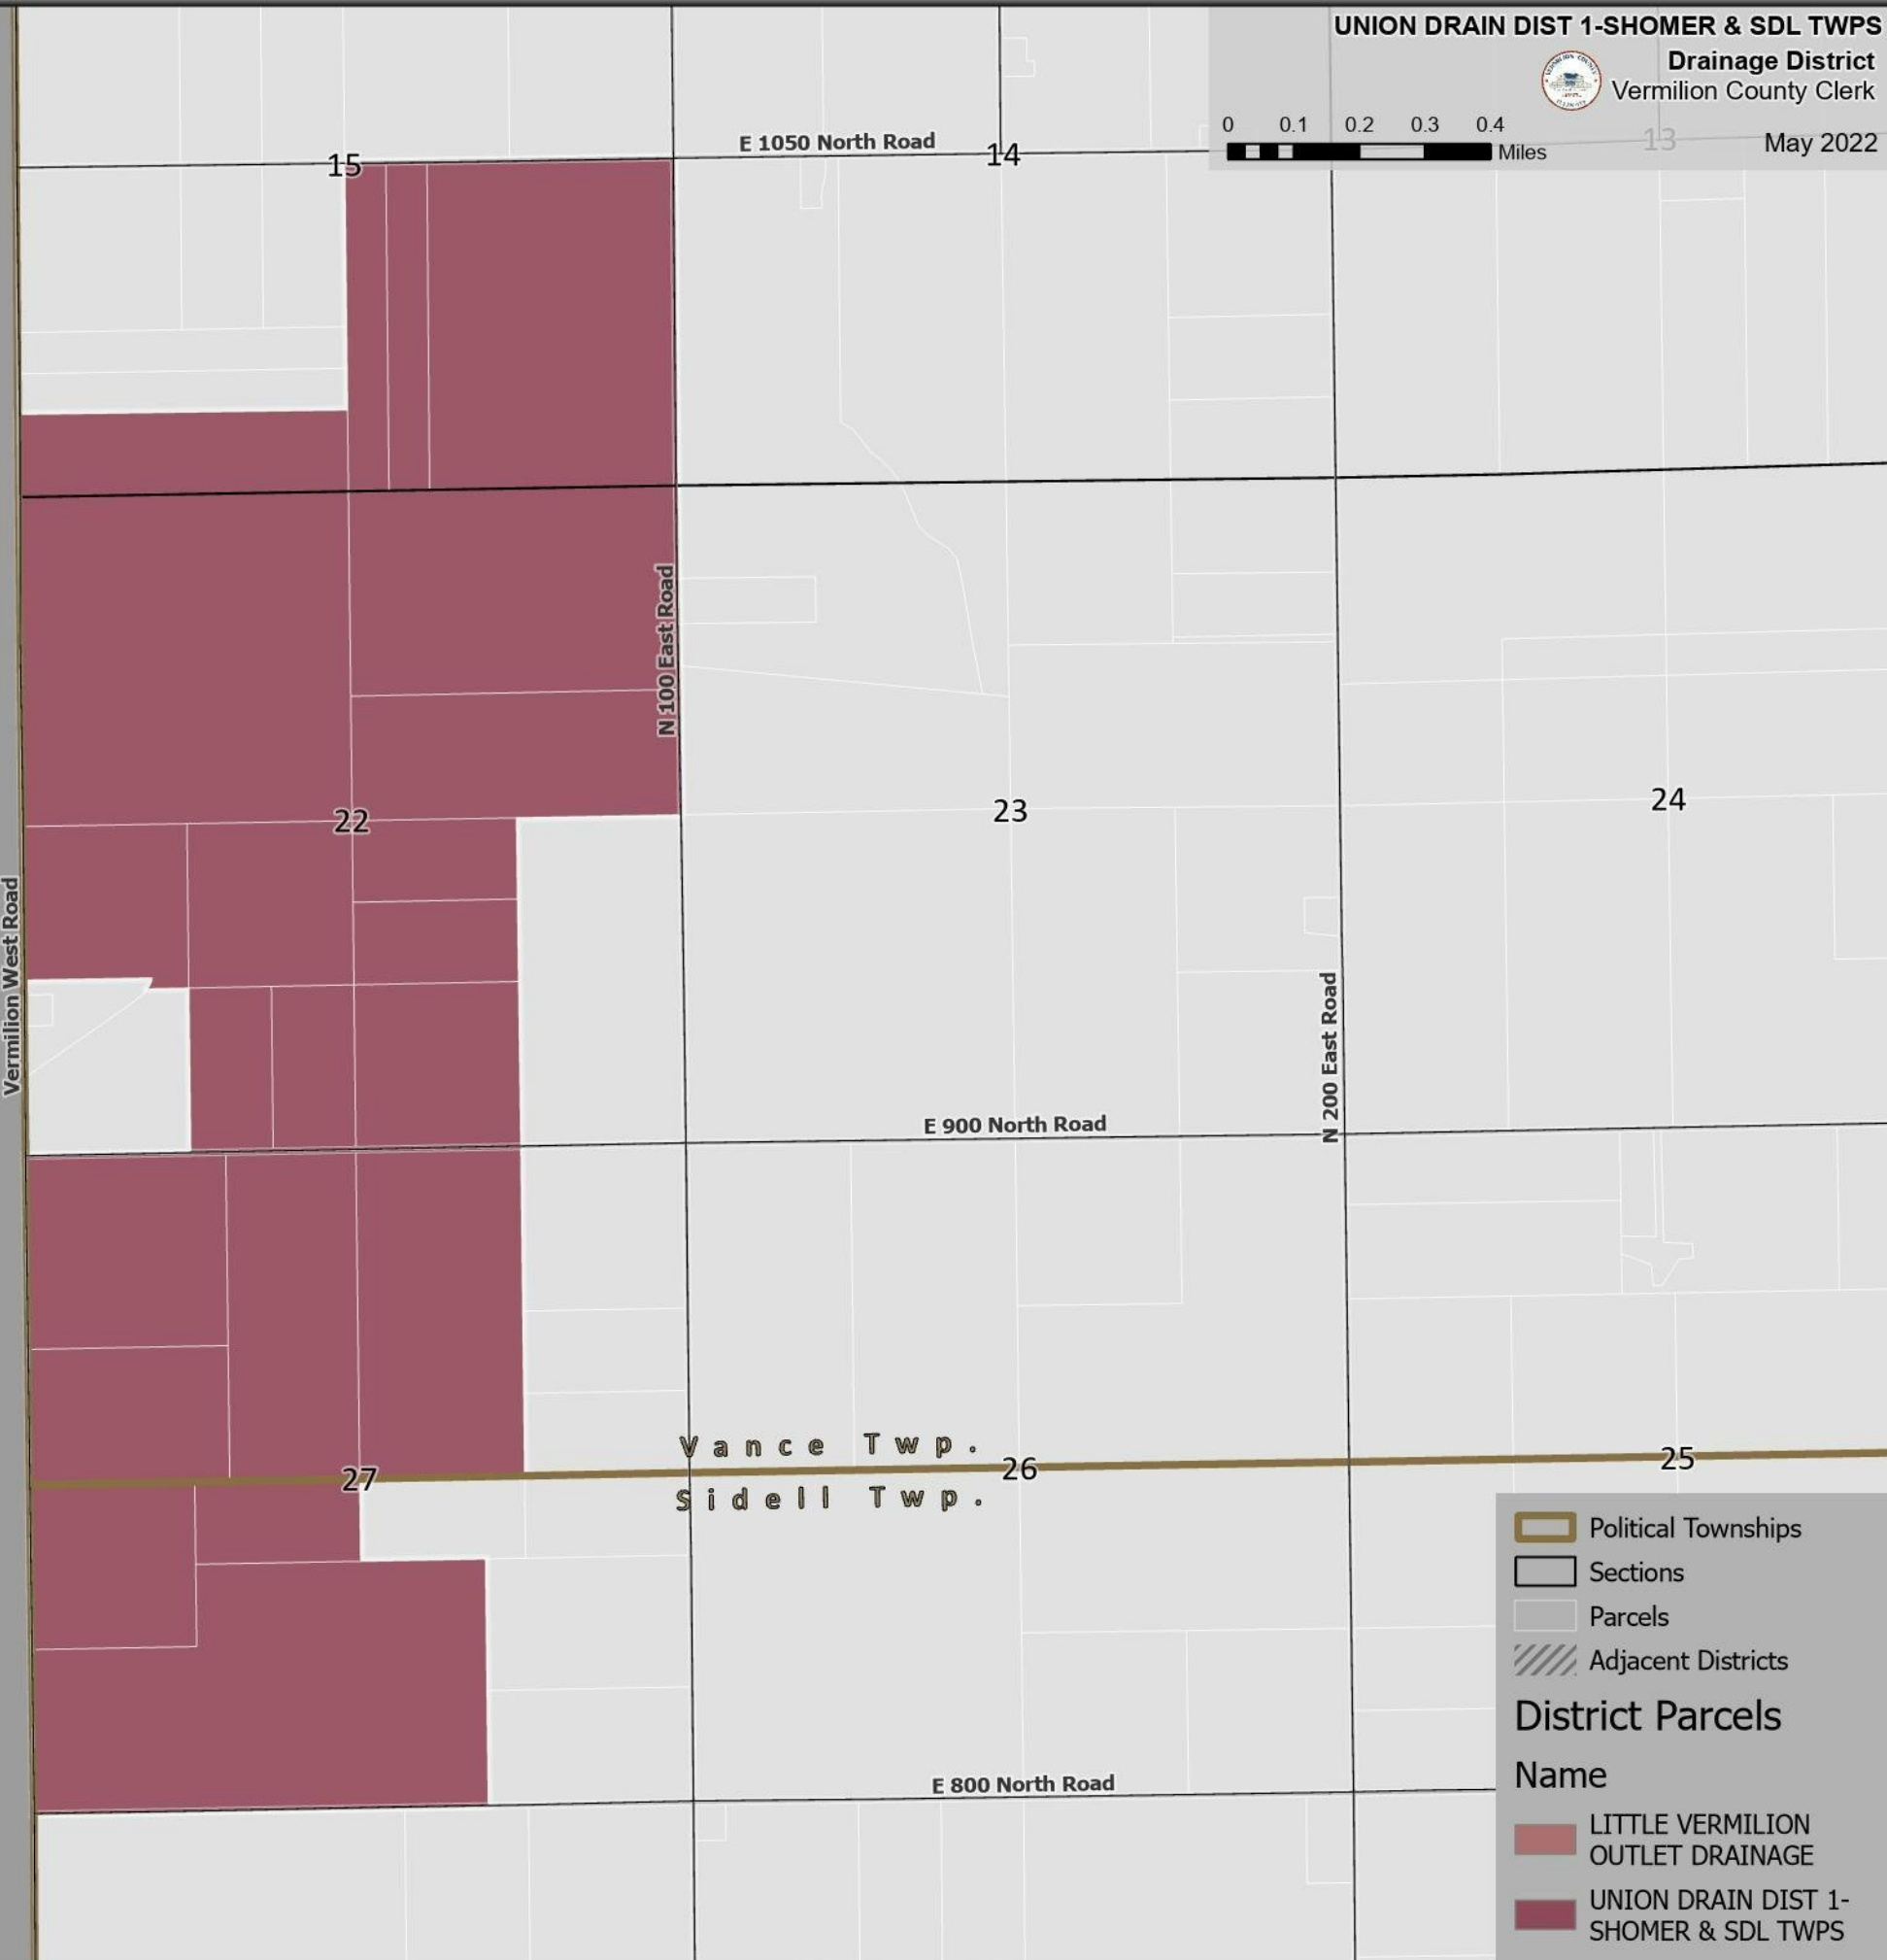 UNION DRAIN DIST 1-SHOMER & SDL TWPS
Drainage District
Vermilion County Clerk
May 2022
0 0.1 0.2 0.3 0.4
Miles
13
E 1050 North Road
15
14
N 100 East Road
22
23
24
Vermilion West Road
N 200 East Road
E 900 North Road
Vance Twp.
27
26
25
Sidell Twp.
E 800 North Road
Political Townships
Sections
Parcels
Adjacent Districts
District Parcels
Name
LITTLE VERMILION
OUTLET DRAINAGE
UNION DRAIN DIST 1-
SHOMER & SDL TWPS